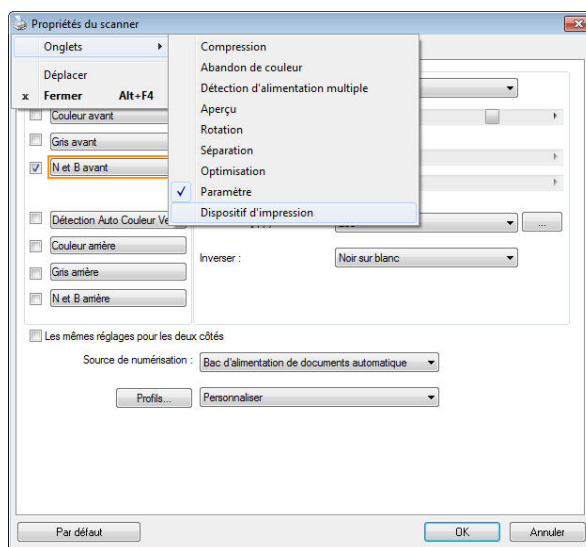 Propriétés du scanner
Onglets
Déplacer
x Fermer Alt+F4
Compression
Abandon de couleur
Détection d'alimentation multiple
Aperçu
Rotation
Séparation
Optimisation
Paramètre
Dispositif d'impression
Couleur avant
Gris avant
N et B avant
Détection Auto Couleur Ve
...
Couleur arrière
Inverser :
Noir sur blanc
Gris arrière
N et B arrière
Les mêmes réglages pour les deux côtés
Source de numérisation :
Bac d'alimentation de documents automatique
Profils...
Personnaliser
Par défaut
OK
Annuler